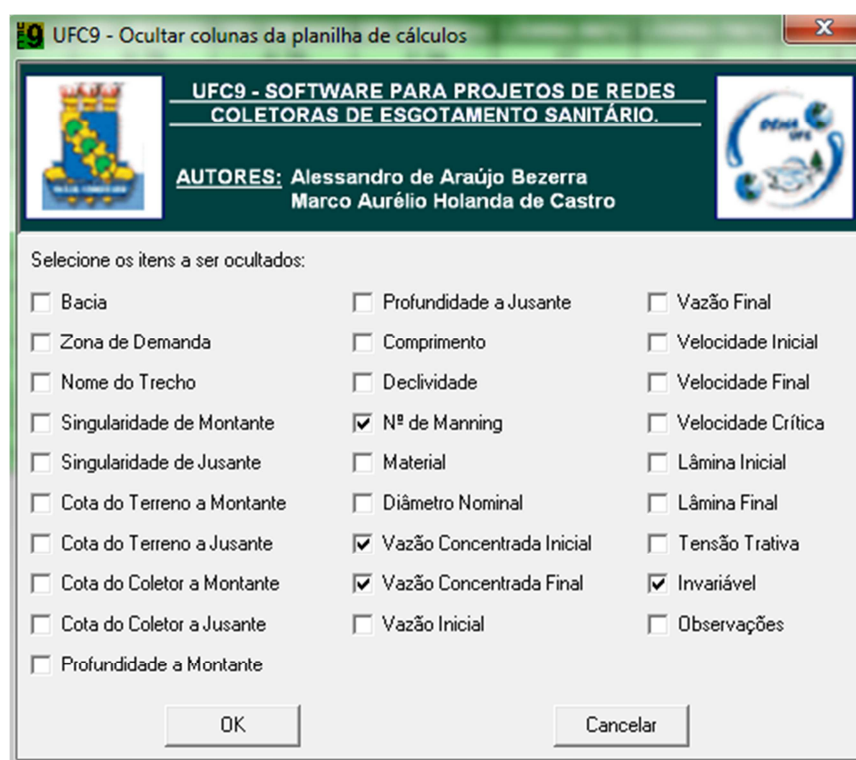 UFC9 - Ocultar colunas da planilha de cálculos
UFC9 - SOFTWARE PARA PROJETOS DE REDES
COLETORAS DE ESGOTAMENTO SANITÁRIO.
AUTORES: Alessandro de Araújo Bezerra
Marco Aurélio Holanda de Castro
Selecione os itens a ser ocultados:
Bacia
Zona de Demanda
Nome do Trecho
Singularidade de Montante
Singularidade de Jusante
Cota do Terreno a Montante
Cota do Terreno a Jusante
Cota do Coletor a Montante
Cota do Coletor a Jusante
Profundidade a Montante
Profundidade a Jusante
Comprimento
Declividade
Nº de Manning
Material
Diâmetro Nominal
Vazão Concentrada Inicial
Vazão Concentrada Final
Vazão Inicial
Vazão Final
Velocidade Inicial
Velocidade Final
Velocidade Crítica
Lâmina Inicial
Lâmina Final
Tensão Trativa
Invariável
Observações
OK
Cancelar